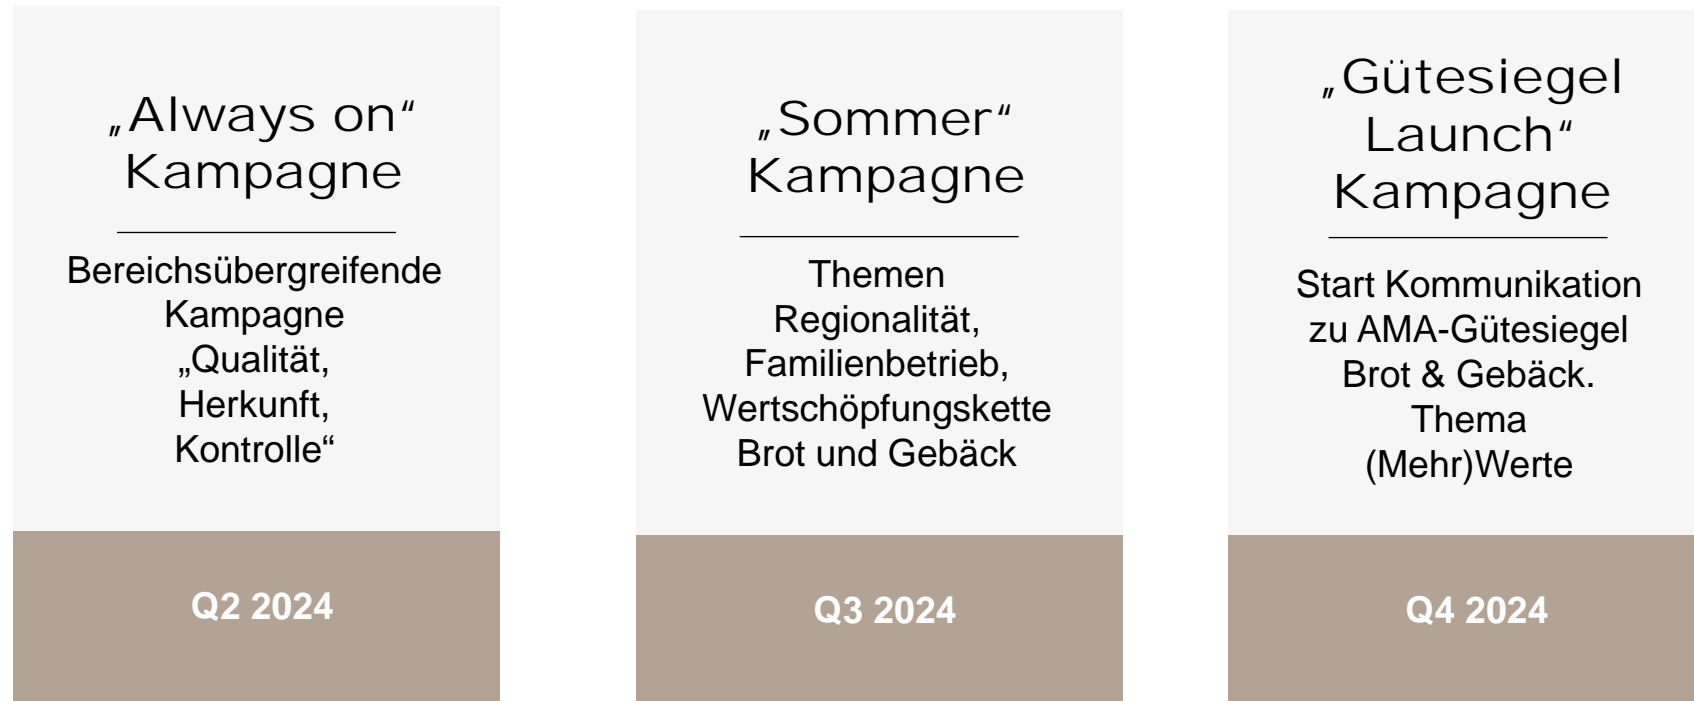 „Always on“
Kampagne
Bereichsübergreifende
Kampagne
„Qualität,
Herkunft,
Kontrolle“
Q2 2024
„Sommer“
Kampagne
Themen
Regionalität,
Familienbetrieb,
Wertschöpfungskette
Brot und Gebäck
Q3 2024
„Gütesiegel
Launch“
Kampagne
Start Kommunikation
zu AMA-Gütesiegel
Brot & Gebäck.
Thema
(Mehr)Werte
Q4 2024